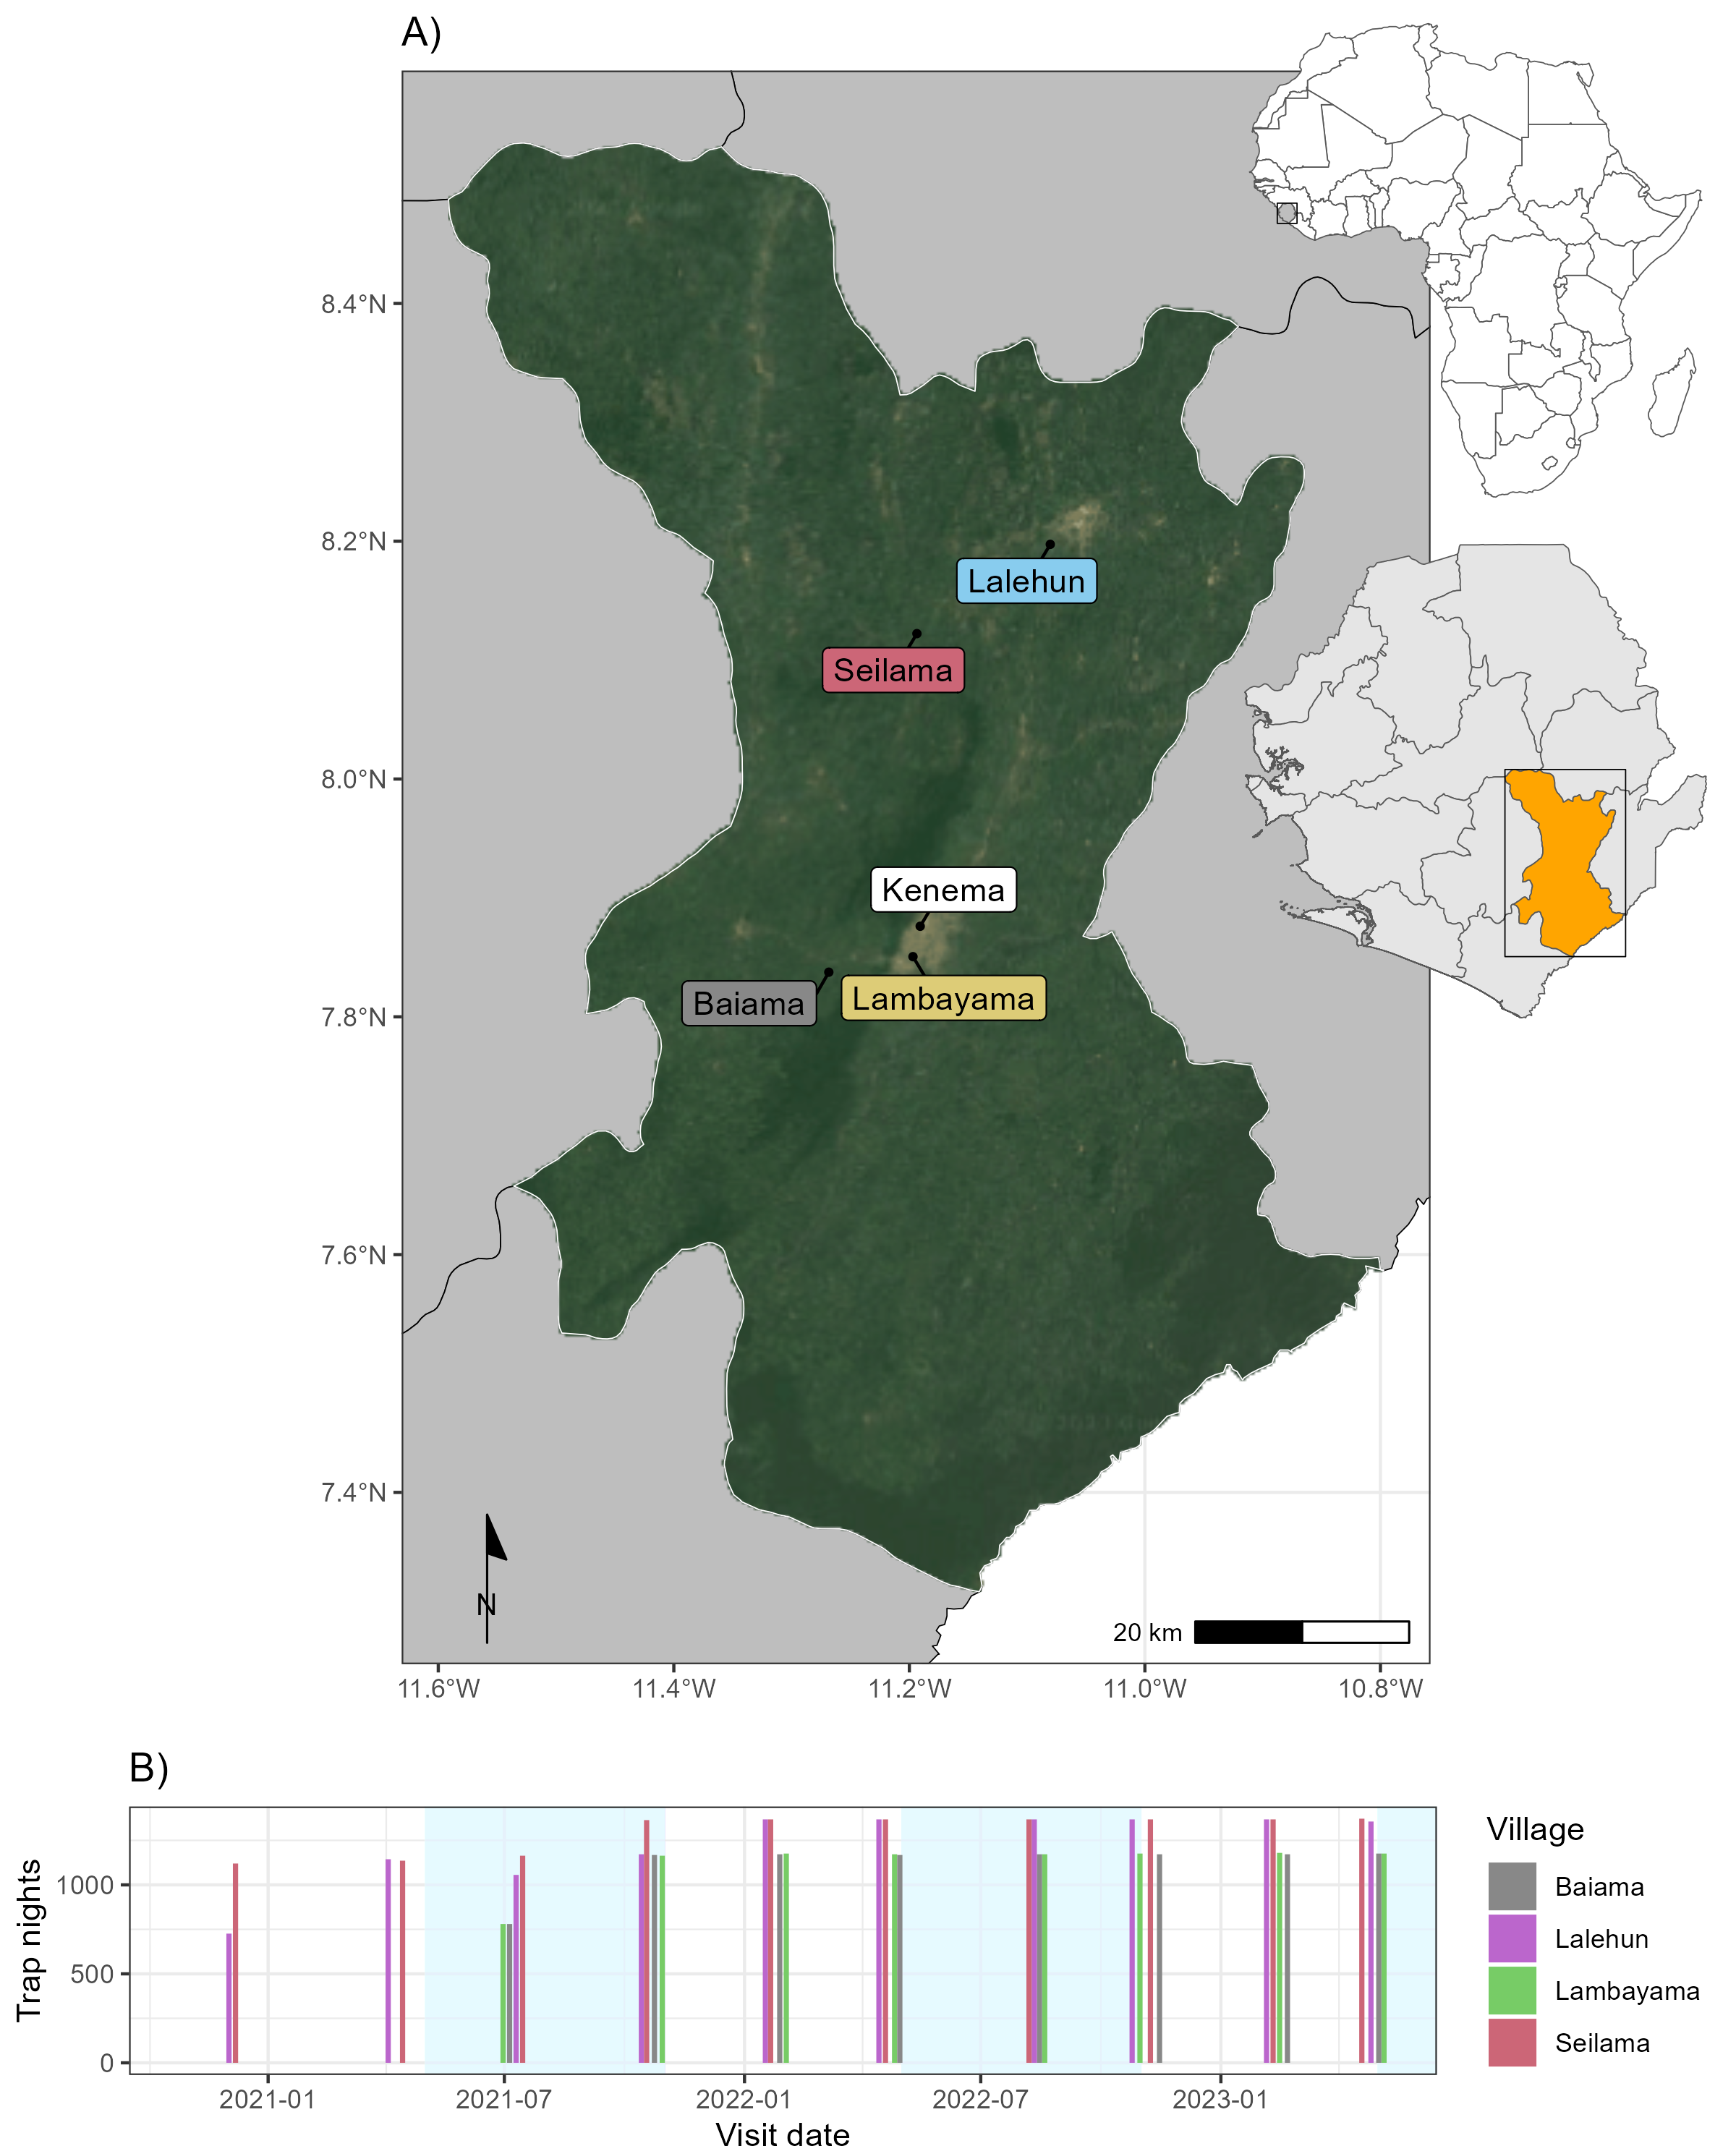 A)
8.4°N
8.2°N
8.0°N
7.8°N
7.6°N
7.4°N
Lalehun
Seilama
Kenema
Baiama
Lambayama
N
20 km
11.6°W 11.4°W 11.2°W 11.0°W 10.8°W
B)
Trap nights
1000
500
0
2021-01 2021-07 2022-01 2022-07 2023-01
Visit date
Village
Baiama
Lalehun
Lambayama
Seilama